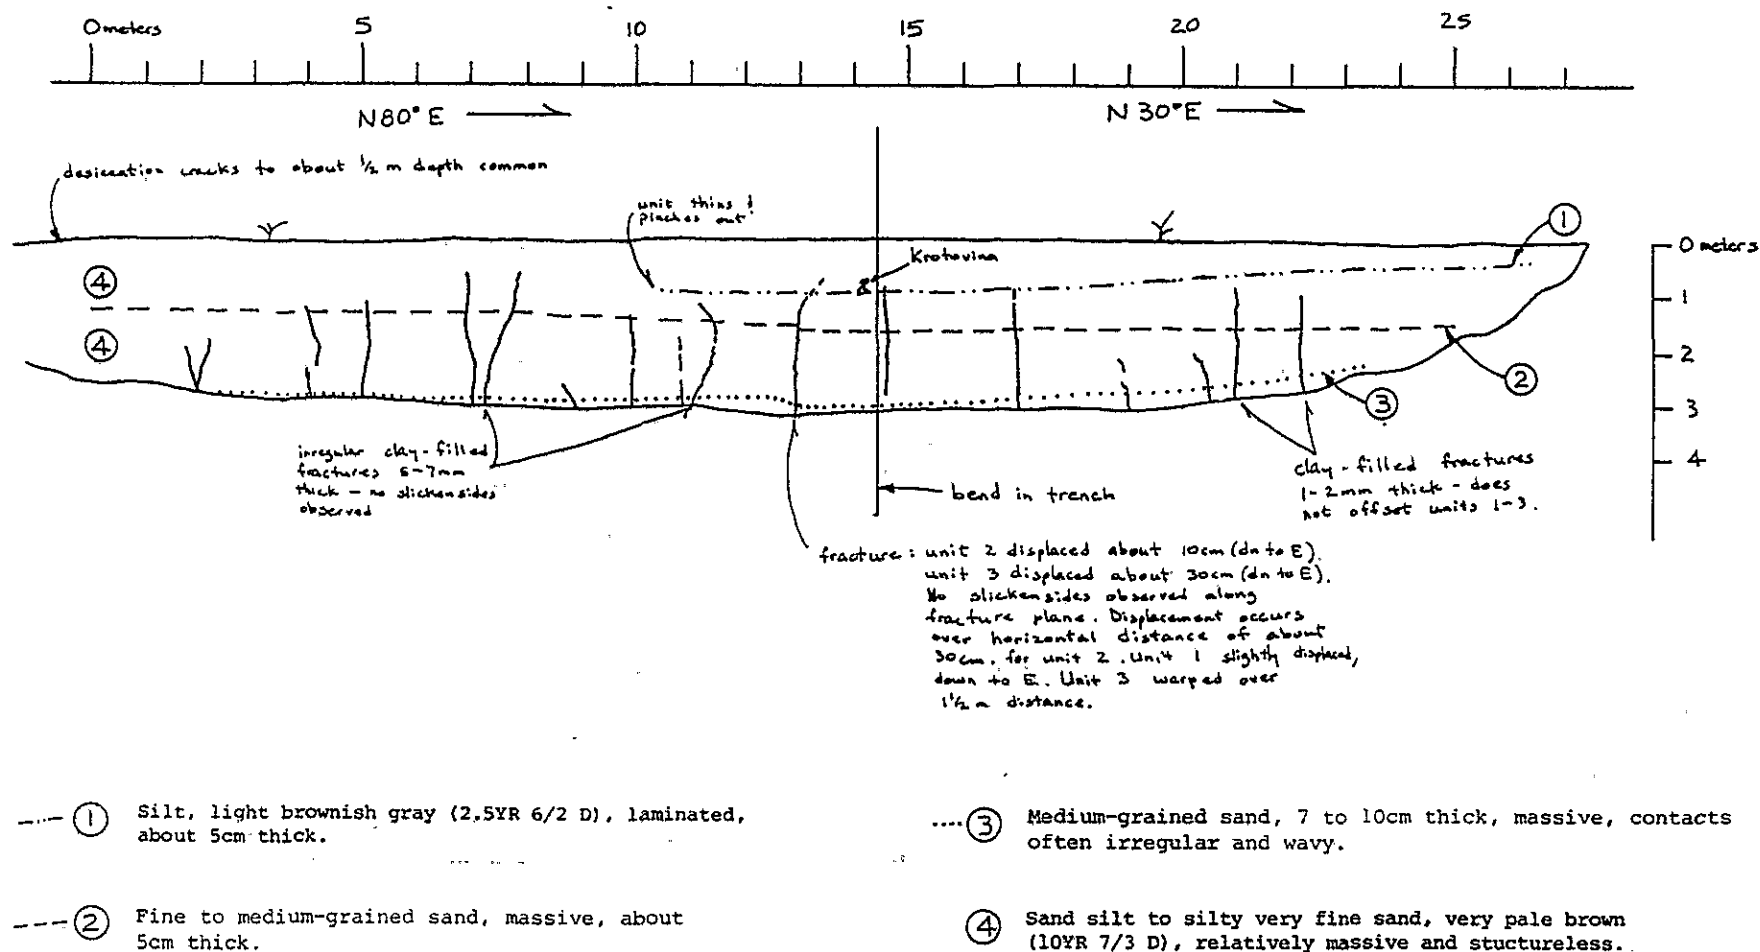 0 meters 5 10 15 20 25
N80°E N30°E
desiccation cracks to about 1/2 m depth common
unit thins &
pinches out
Krotovina
1
0 meters
4
1
4
2
2
3
3
4
irregular clay-filled
fractures 5-7mm
thick - no slickensides
observed
bend in trench
clay-filled fractures
1-2mm thick - does
not offset units 1-3.
fracture: unit 2 displaced about 10cm (dn to E).
unit 3 displaced about 30cm (dn to E).
No slickensides observed along
fracture plane. Displacement occurs
over horizontal distance of about
30cm. for unit 2. Unit 1 slightly displaced,
down to E. Unit 3 warped over
1 1/2 m distance.
1 Silt, light brownish gray (2.5YR 6/2 D), laminated,
about 5cm thick.
2 Fine to medium-grained sand, massive, about
5cm thick.
3 Medium-grained sand, 7 to 10cm thick, massive, contacts
often irregular and wavy.
4 Sand silt to silty very fine sand, very pale brown
(10YR 7/3 D), relatively massive and stuctureless.